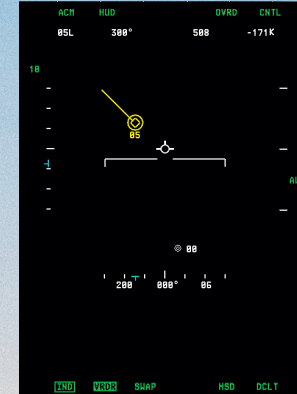 ACM HUD OVRD CNTL
05L 300° 508 -171K
10
05
00
200 000° 06
IND VRDR SWAP HSD DCLT